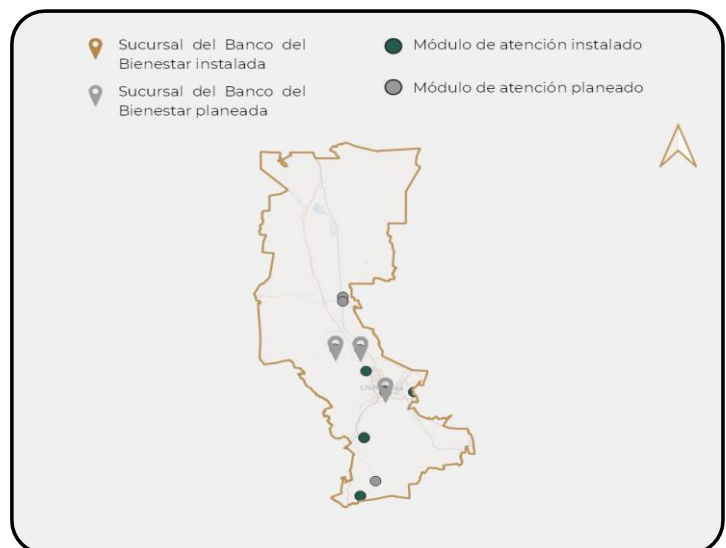 Sucursal del Banco del
Bienestar instalada
Sucursal del Banco del
Bienestar planeada
Módulo de atención instalado
Módulo de atención planeado